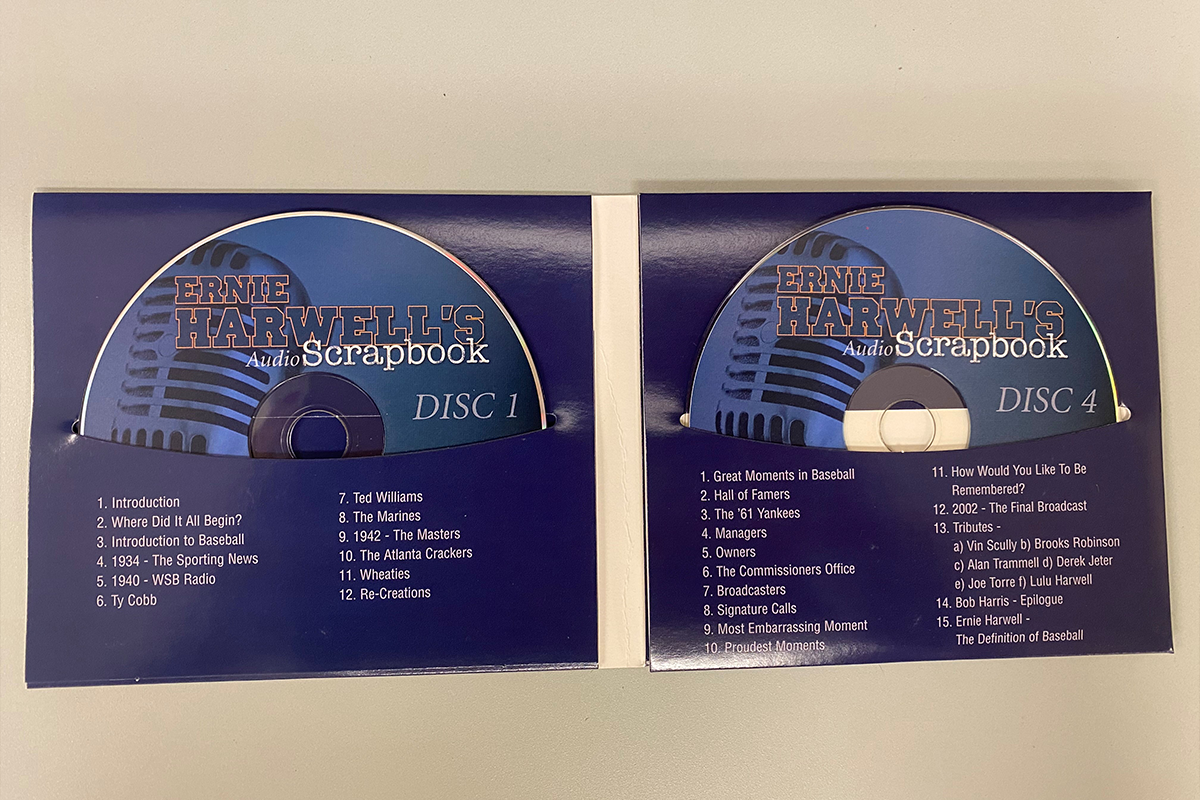 ERNIE
HARWELL'S
Audio Scrapbook
DISC 1
1. Introduction
2. Where Did It All Begin?
3. Introduction to Baseball
4. 1934 - The Sporting News
5. 1940 - WSB Radio
6. Ty Cobb
7. Ted Williams
8. The Marines
9. 1942 - The Masters
10. The Atlanta Crackers
11. Wheaties
12. Re-Creations
ERNIE
HARWELL'S
Audio Scrapbook
DISC 4
1. Great Moments in Baseball
2. Hall of Famers
3. The '61 Yankees
4. Managers
5. Owners
6. The Commissioners Office
7. Broadcasters
8. Signature Calls
9. Most Embarrassing Moment
10. Proudest Moments
11. How Would You Like To Be
Remembered?
12. 2002 - The Final Broadcast
13. Tributes -
a) Vin Scully b) Brooks Robinson
c) Alan Trammell d) Derek Jeter
e) Joe Torre f) Lulu Harwell
14. Bob Harris - Epilogue
15. Ernie Harwell -
The Definition of Baseball